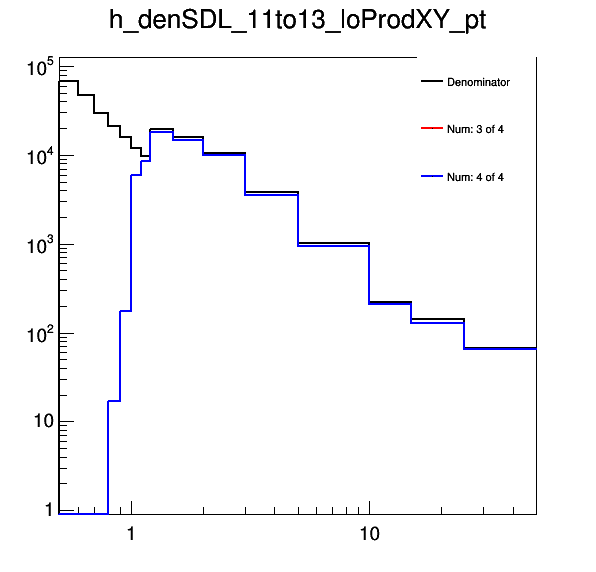 h_denSDL_11to13_loProdXY_pt
10^5
10^4
10^3
10^2
10
1
Denominator
Num: 3 of 4
Num: 4 of 4
1
10